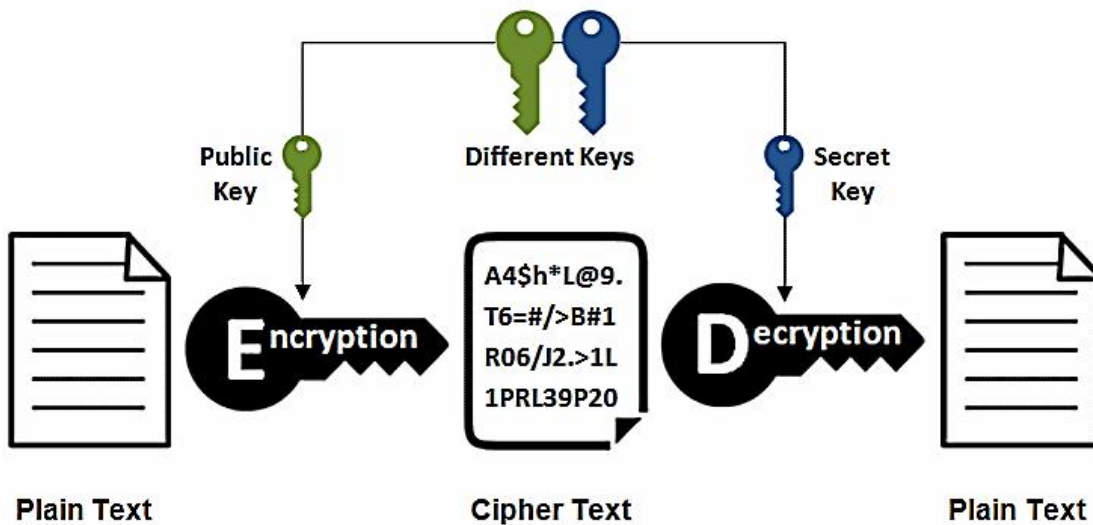 Public
Key
Different Keys
Secret
Key
Encryption
A4$h*L@9.
T6=#/>B#1
R06/J2.>1L
1PRL39P20
Decryption
Plain Text
Cipher Text
Plain Text